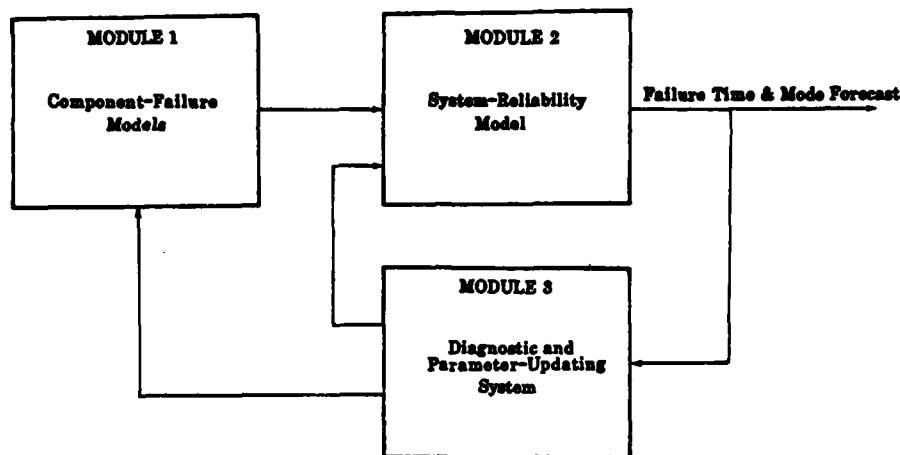 MODULE 1
Component-Failure
Models
MODULE 2
System-Reliability
Model
Failure Time & Mode Forecast
MODULE 3
Diagnostic and
Parameter-Updating
System